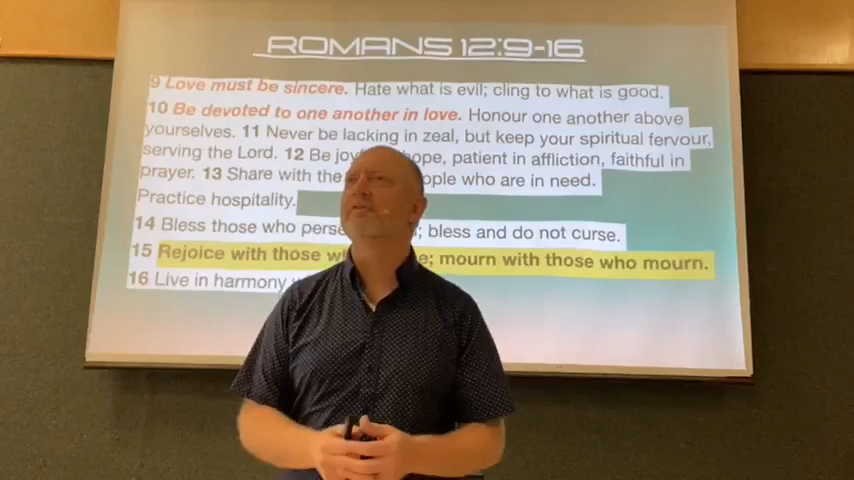 ROMANS 12:9-16
9 Love must be sincere. Hate what is evil; cling to what is good.
10 Be devoted to one another in love. Honour one another above
yourselves. 11 Never be lacking in zeal, but keep your spiritual fervour,
serving the Lord. 12 Be hope, patient in affliction, faithful in
prayer. 13 Share with the who are in need.
Practice hospitality.
14 Bless those who bless and do not curse.
15 Rejoice with those mourn with those who mourn.
16 Live in harmony